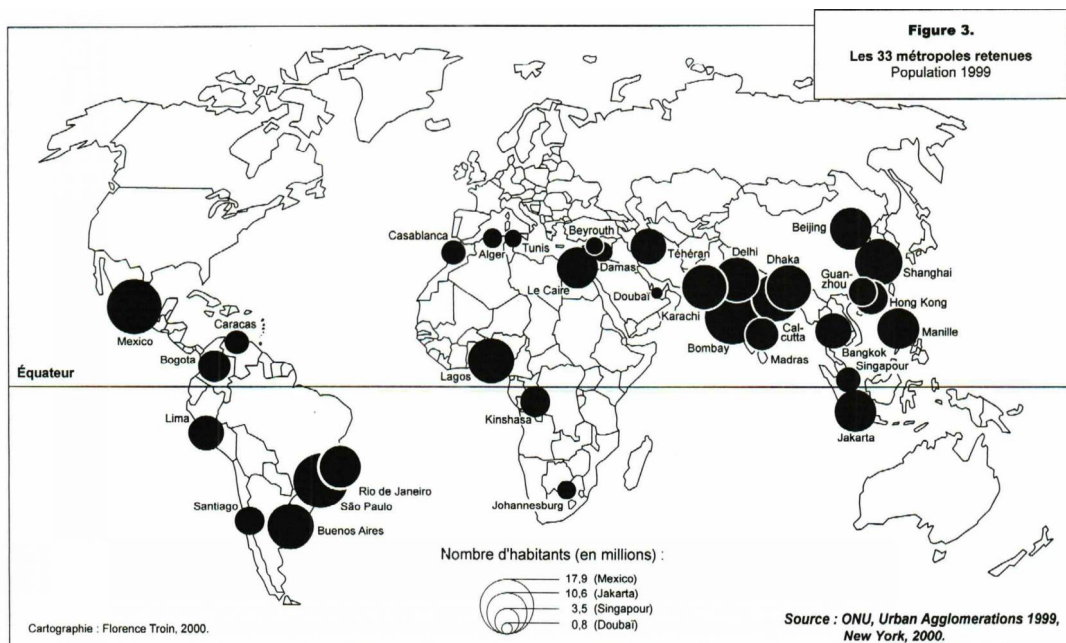 Figure 3.
Les 33 métropoles retenues
Population 1999
Beijing
Casablanca
Beyrouth
Alger
Tunis
Téhéran
Delhi
Dhaka
Damas
Shanghai
Guan-
zhou
Le Caire
Doubaï
Hong Kong
Karachi
Mexico
Caracas
Cal-
cutta
Manille
Bombay
Madras
Bangkok
Bogota
Singapour
Équateur
Lagos
Lima
Kinshasa
Jakarta
Rio de Janeiro
Santiago
São Paulo
Johannesburg
Buenos Aires
Nombre d'habitants (en millions) :
17,9 (Mexico)
10,6 (Jakarta)
3,5 (Singapour)
0,8 (Doubaï)
Cartographie : Florence Troin, 2000.
Source : ONU, Urban Agglomerations 1999,
New York, 2000.